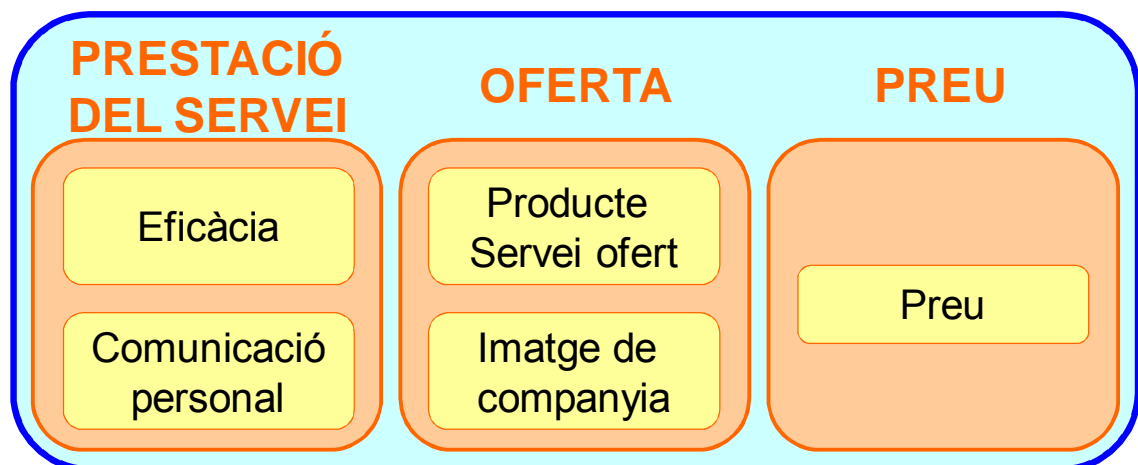 PRESTACIÓ
DEL SERVEI
Eficàcia
Comunicació
personal
OFERTA
Producte
Servei ofert
Imatge de
companyia
PREU
Preu